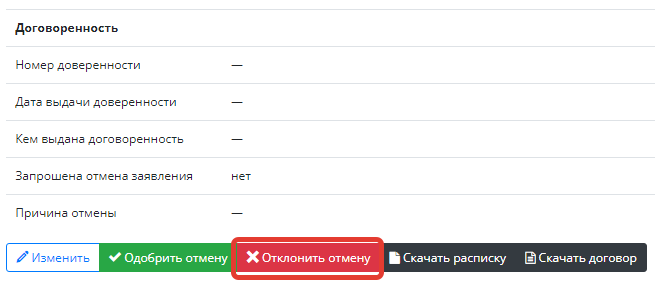 Договоренность
Номер доверенности —
Дата выдачи доверенности —
Кем выдана договоренность —
Запрошена отмена заявления нет
Причина отмены —
Изменить Одобрить отмену Отклонить отмену Скачать расписку Скачать договор